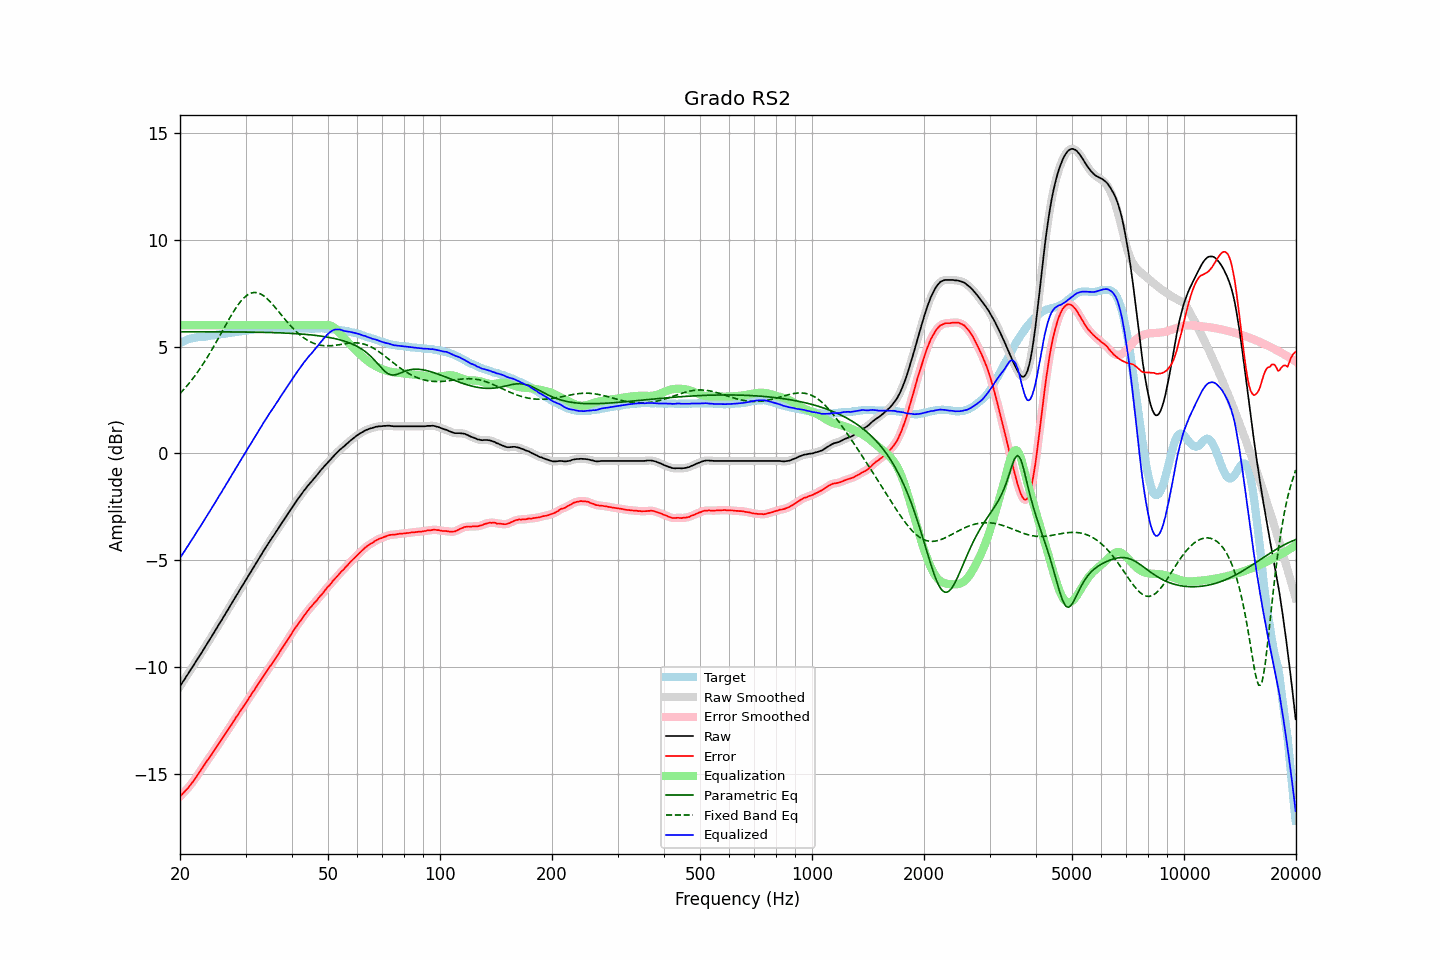 Grado RS2
15
10
5
0
−5
−10
−15
Amplitude (dBr)
Target
Raw Smoothed
Error Smoothed
Raw
Error
Equalization
Parametric Eq
Fixed Band Eq
Equalized
20 50 100 200 500 1000 2000 5000 10000 20000
Frequency (Hz)